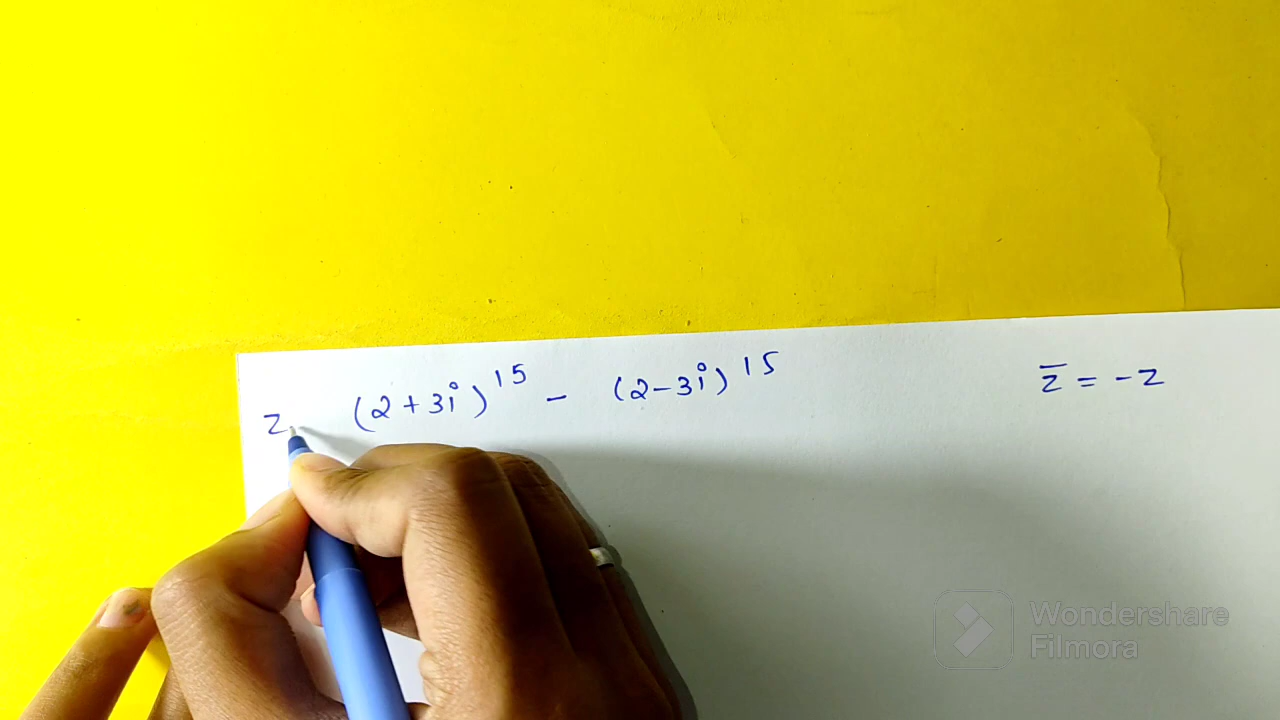 z (2+3i)^15 - (2-3i)^15
z̅ = -z
Wondershare
Filmora